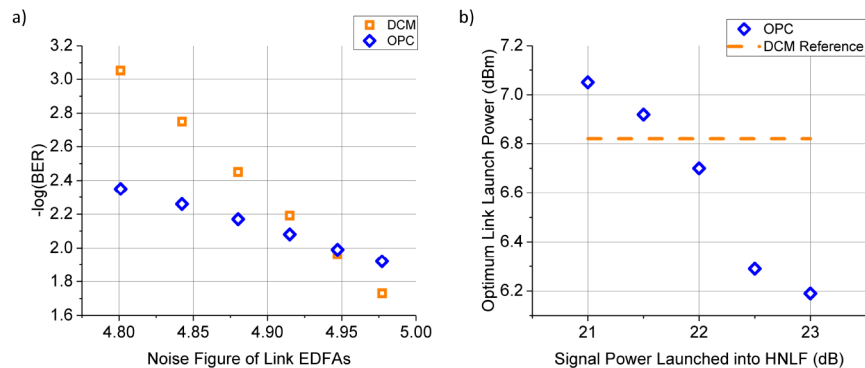 a)
DCM
OPC
3.2
3.0
2.8
2.6
2.4
2.2
2.0
1.8
1.6
-log(BER)
4.80
4.85
4.90
4.95
5.00
Noise Figure of Link EDFAs
b)
OPC
DCM Reference
7.2
7.0
6.8
6.6
6.4
6.2
Optimum Link Launch Power (dBm)
21
22
23
Signal Power Launched into HNLF (dB)